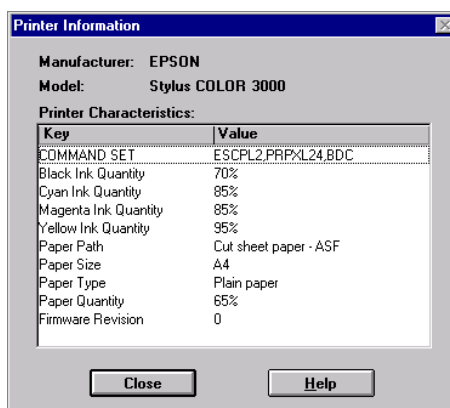 Printer Information
Manufacturer: EPSON
Model: Stylus COLOR 3000
Printer Characteristics:
Key Value
COMMAND SET ESCPL2,PRPXL24,BDC
Black Ink Quantity 70%
Cyan Ink Quantity 85%
Magenta Ink Quantity 85%
Yellow Ink Quantity 95%
Paper Path Cut sheet paper - ASF
Paper Size A4
Paper Type Plain paper
Paper Quantity 65%
Firmware Revision 0
Close Help